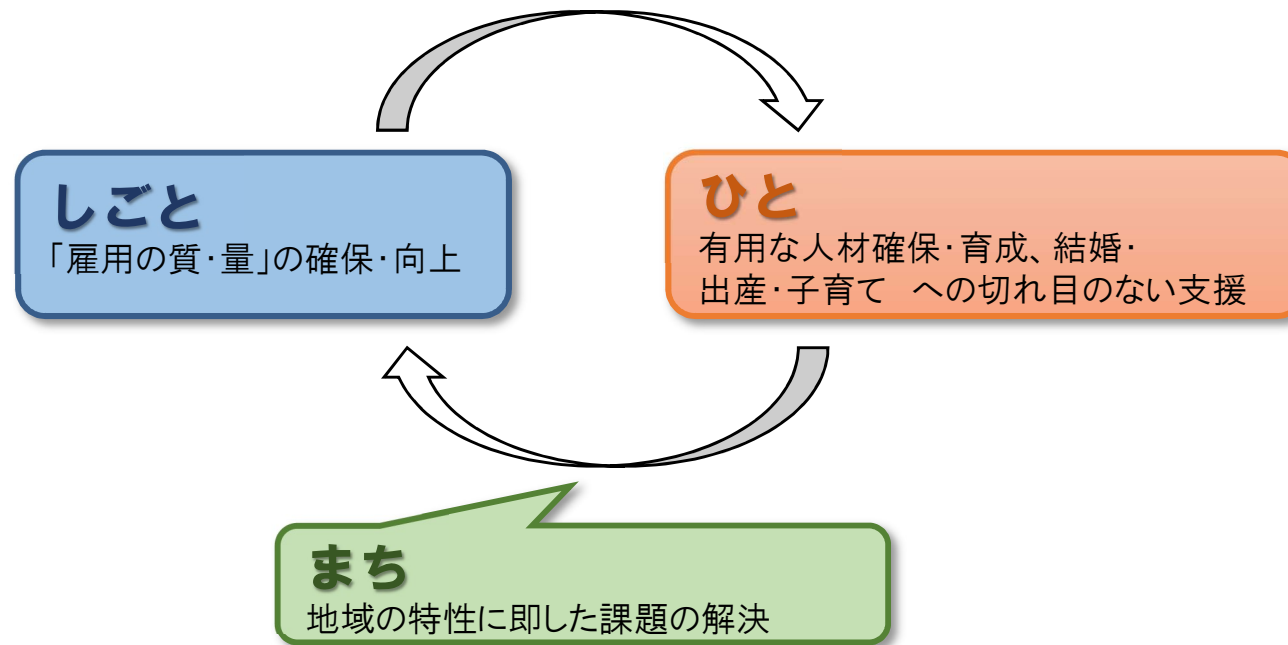 しごと
「雇用の質・量」の確保・向上
ひと
有用な人材確保・育成、結婚・
出産・子育て　への切れ目のない支援
まち
地域の特性に即した課題の解決